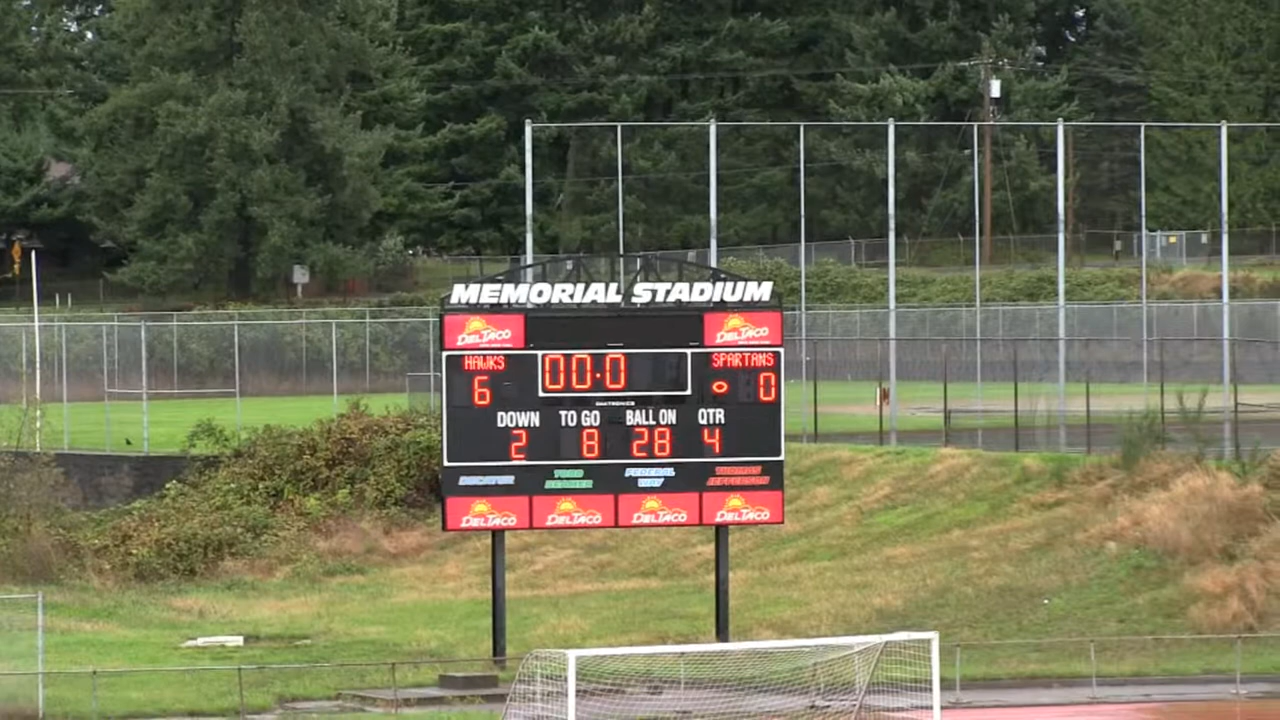 MEMORIAL STADIUM
DEL TACO DEL TACO
HAWKS 00:0 SPARTANS
6 0
DAKTRONICS
DOWN TO GO BALL ON QTR
2 8 28 4
DECATUR TODD BEAMER FEDERAL WAY THOMAS JEFFERSON
DEL TACO DEL TACO DEL TACO DEL TACO